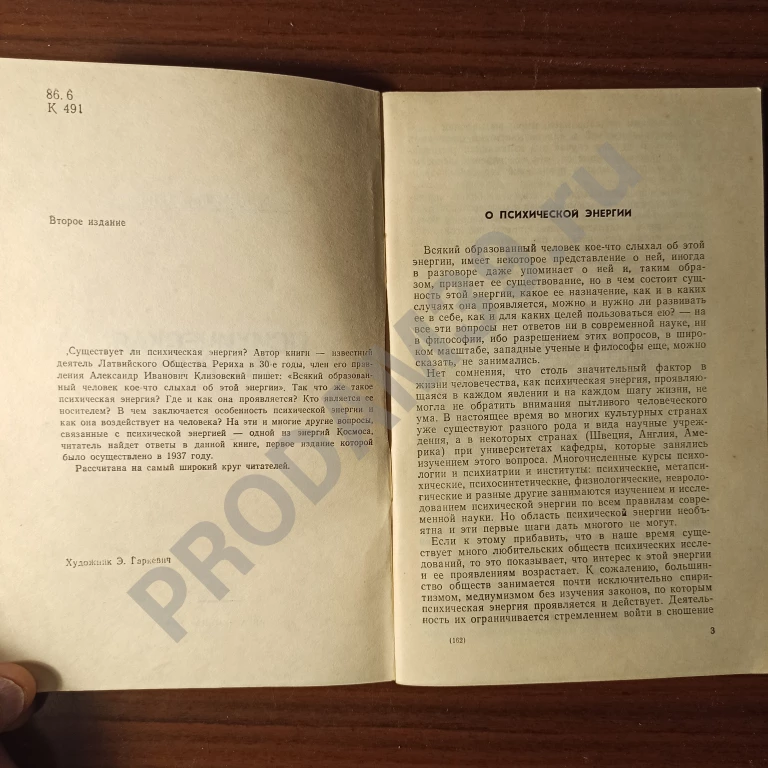 86.6
К 491
Второе издание
Существует ли психическая энергия? Автор книги — известный
деятель Латвийского Общества Рериха в 30-е годы, член его прав-
ления Александр Иванович Клизовский пишет: «Всякий образован-
ный человек кое-что слыхал об этой энергии». Так что же такое
психическая энергия? Где и как она проявляется? Кто является ее
носителем? В чем заключается особенность психической энергии и
как она воздействует на человека? На эти и многие другие вопросы,
связанные с психической энергией — одной из энергий Космоса,
читатель найдет ответы в данной книге, первое издание которой
было осуществлено в 1937 году.
Рассчитана на самый широкий круг читателей.
Художник Э. Гаркевич
О ПСИХИЧЕСКОЙ ЭНЕРГИИ
Всякий образованный человек кое-что слыхал об этой
энергии, имеет некоторое представление о ней, иногда
в разговоре даже упоминает о ней и, таким обра-
зом, признает ее существование, но в чем состоит сущ-
ность этой энергии, какое ее назначение, как и в каких
случаях она проявляется, можно и нужно ли развивать
ее в себе, как и для каких целей пользоваться ею? — на
все эти вопросы нет ответов ни в современной науке, ни
в философии, ибо разрешением этих вопросов, в широ-
ком масштабе, западные ученые и философы еще, можно
сказать, не занимались.
Нет сомнения, что столь значительный фактор в
жизни человечества, как психическая энергия, проявляю-
щаяся в каждом явлении и на каждом шагу жизни, не
могла не обратить внимания пытливого человеческого
ума. В настоящее время во многих культурных странах
уже существуют разного рода и вида научные учреж-
дения, а в некоторых странах (Швеция, Англия, Аме-
рика) при университетах кафедры, которые занялись
изучением этого вопроса. Многочисленные курсы психо-
логии и психиатрии и институты: психические, метапси-
хические, психосинтетические, физиологические, невроло-
гические и разные другие занимаются изучением и иссле-
дованием психической энергии по всем правилам совре-
менной науки. Но область психической энергии необъ-
ятна и эти первые шаги дать многого не могут.
Если к этому прибавить, что в наше время суще-
ствует много любительских обществ психических иссле-
дований, то это показывает, что интерес к этой энергии
и ее проявлениям возрастает. К сожалению, большин-
ство обществ занимается почти исключительно спири-
тизмом, медиумизмом без изучения законов, по которым
психическая энергия проявляется и действует. Деятель-
ность их ограничивается стремлением войти в сношение
(162)
3
PRODAMBO.ru